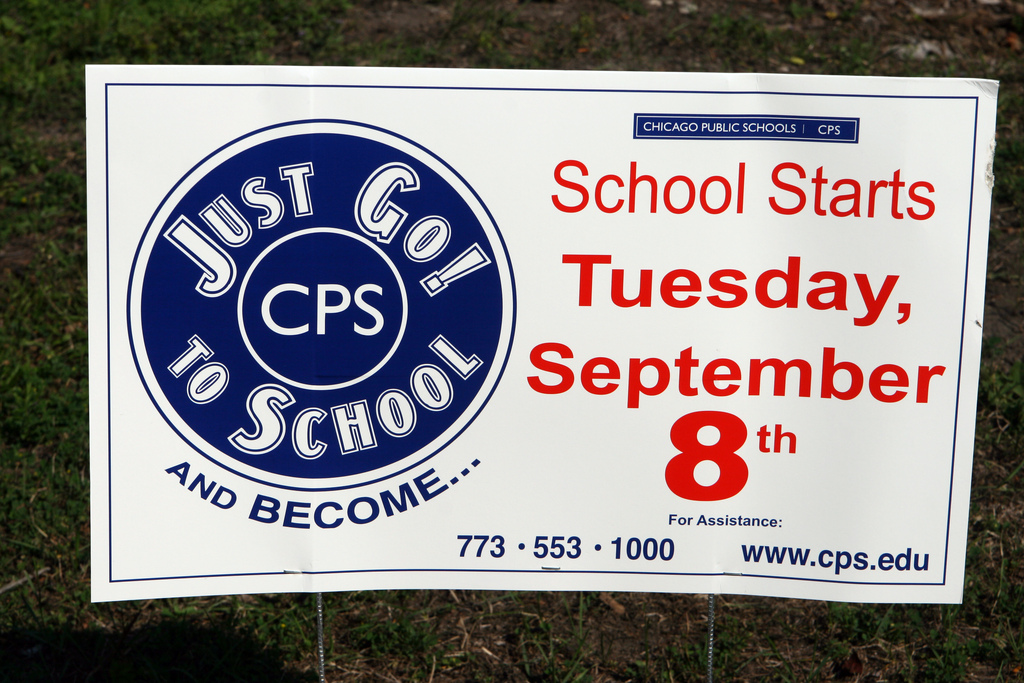 JUST GO!
CPS
TO SCHOOL
AND BECOME...
CHICAGO PUBLIC SCHOOLS | CPS
School Starts
Tuesday,
September
8th
For Assistance:
773 • 553 • 1000 www.cps.edu